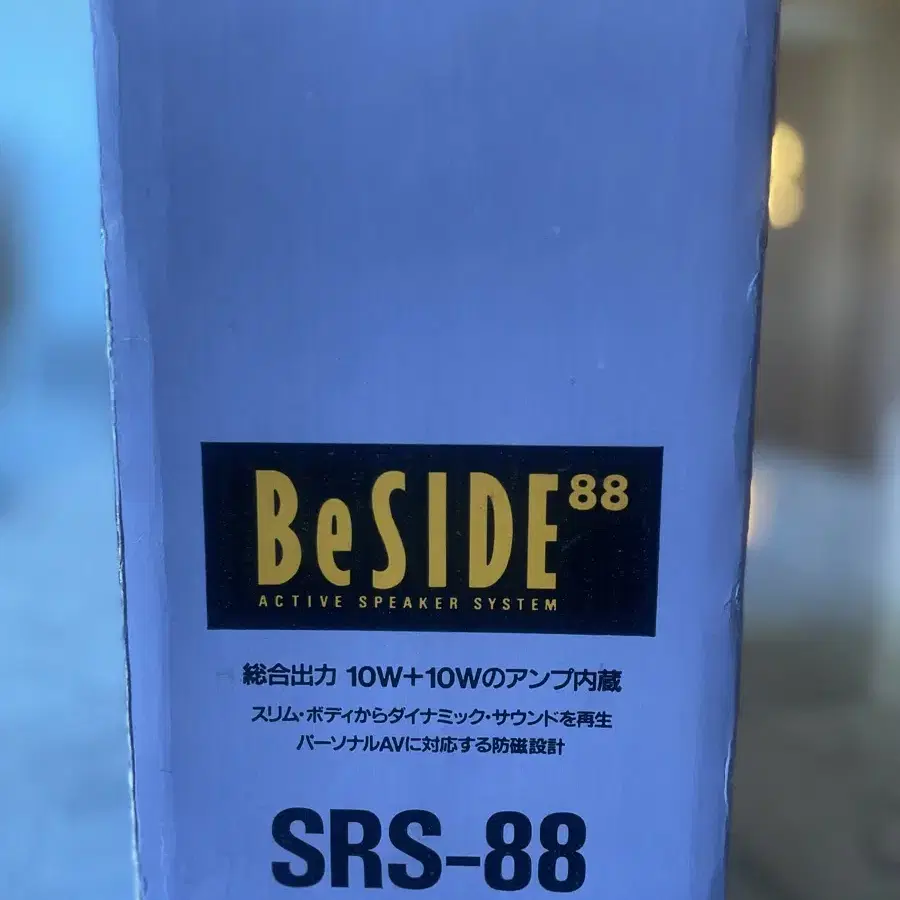 BeSIDE88
ACTIVE SPEAKER SYSTEM
総合出力 10W+10Wのアンプ内蔵
スリム・ボディからダイナミック・サウンドを再生
パーソナルAVに対応する防磁設計
SRS-88